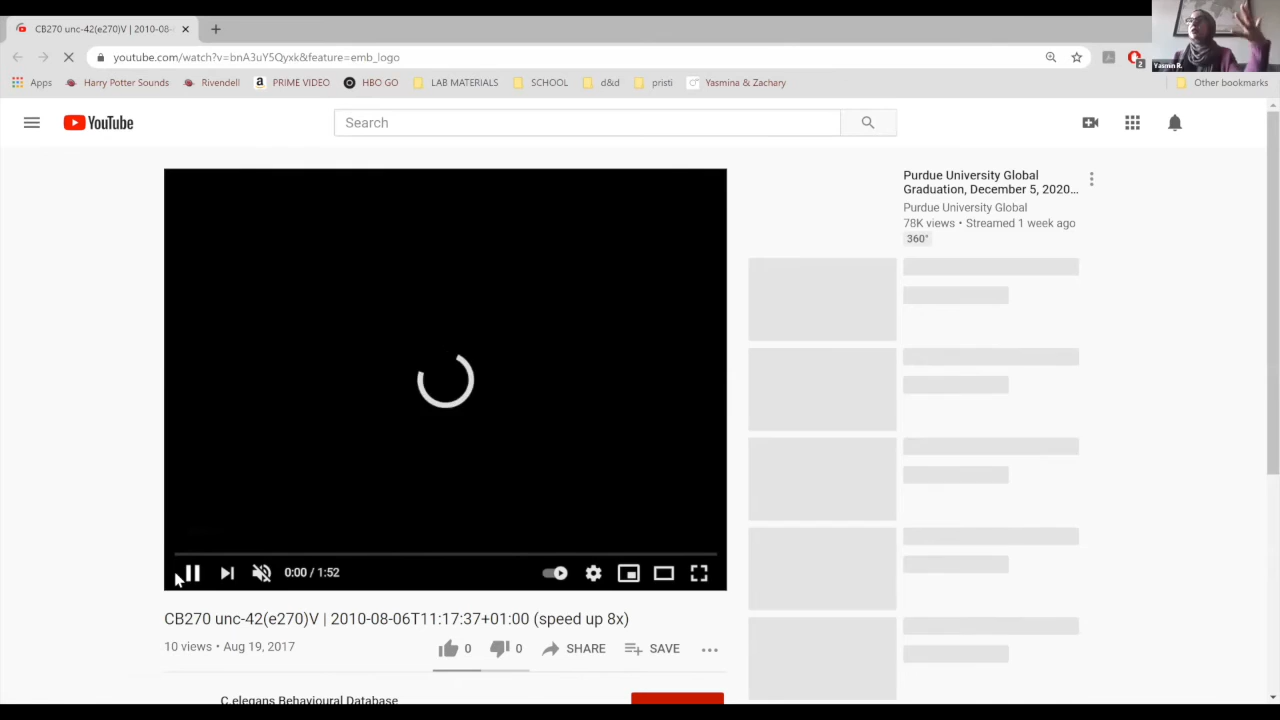 CB270 unc-42(e270)V | 2010-08-
youtube.com/watch?v=bnA3uY5Qyxk&feature=emb_logo
2
Yasmin R.
Apps
Harry Potter Sounds
Rivendell
PRIME VIDEO
HBO GO
LAB MATERIALS
SCHOOL
d&d
pristi
Yasmina & Zachary
Other bookmarks
YouTube
Search
Purdue University Global
Graduation, December 5, 2020...
Purdue University Global
78K views • Streamed 1 week ago
360°
0:00 / 1:52
CB270 unc-42(e270)V | 2010-08-06T11:17:37+01:00 (speed up 8x)
10 views • Aug 19, 2017
0
0
SHARE
SAVE
C.elegans Behavioural Database